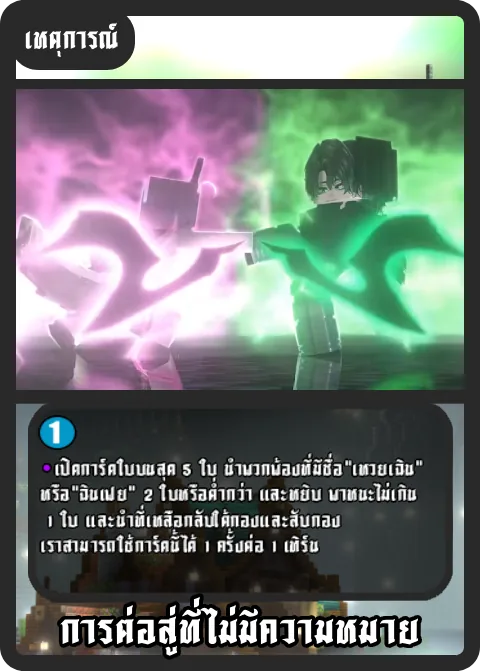 เหตุการณ์
1
เปิดการ์ดใบบนสุด 5 ใบ นำพวกพ้องที่มีชื่อ"เทวยเฉิน"
หรือ"ฉินเฟย" 2 ใบหรือต่ำกว่า และหยิบ พาหนะไม่เกิน
1 ใบ และนำที่เหลือกลับใต้กองและสับกอง
เราสามารถใช้การ์ดนี้ได้ 1 ครั้งต่อ 1 เทิร์น
การต่อสู่ที่ไม่มีความหมาย